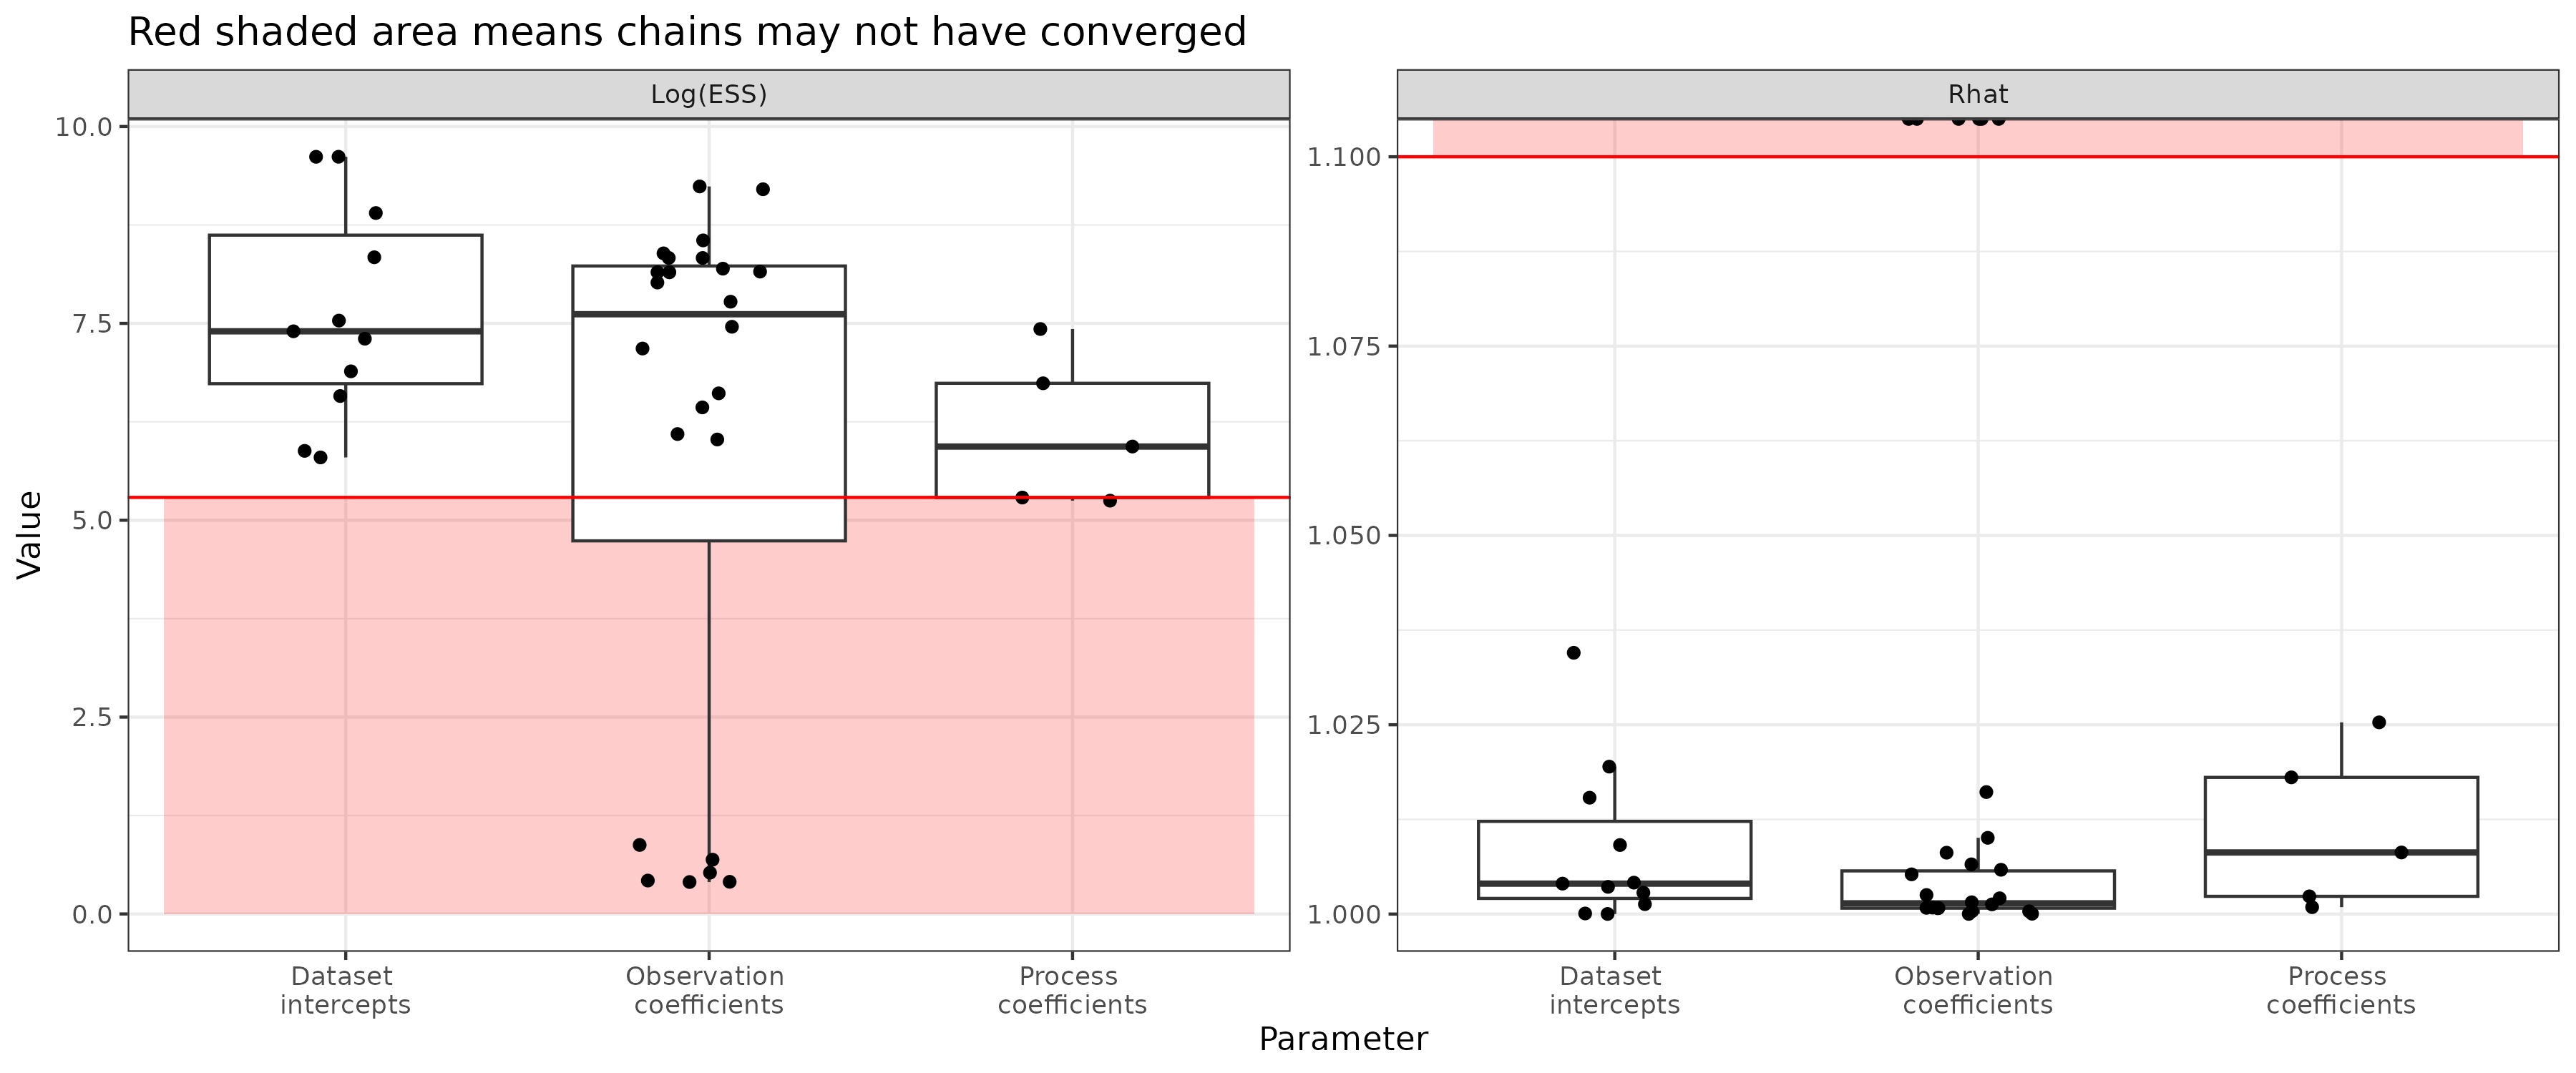 Red shaded area means chains may not have converged
Log(ESS)
Rhat
10.0
7.5
5.0
2.5
0.0
1.100
1.075
1.050
1.025
1.000
Value
Dataset
intercepts
Observation
coefficients
Process
coefficients
Dataset
intercepts
Observation
coefficients
Process
coefficients
Parameter